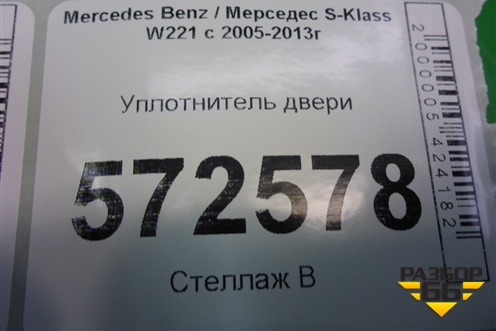 Mercedes Benz / Мерседес S-Klass
W221 с 2005-2013г
Уплотнитель двери
572578
Стеллаж В
2000005424182
РАЗБОР
66